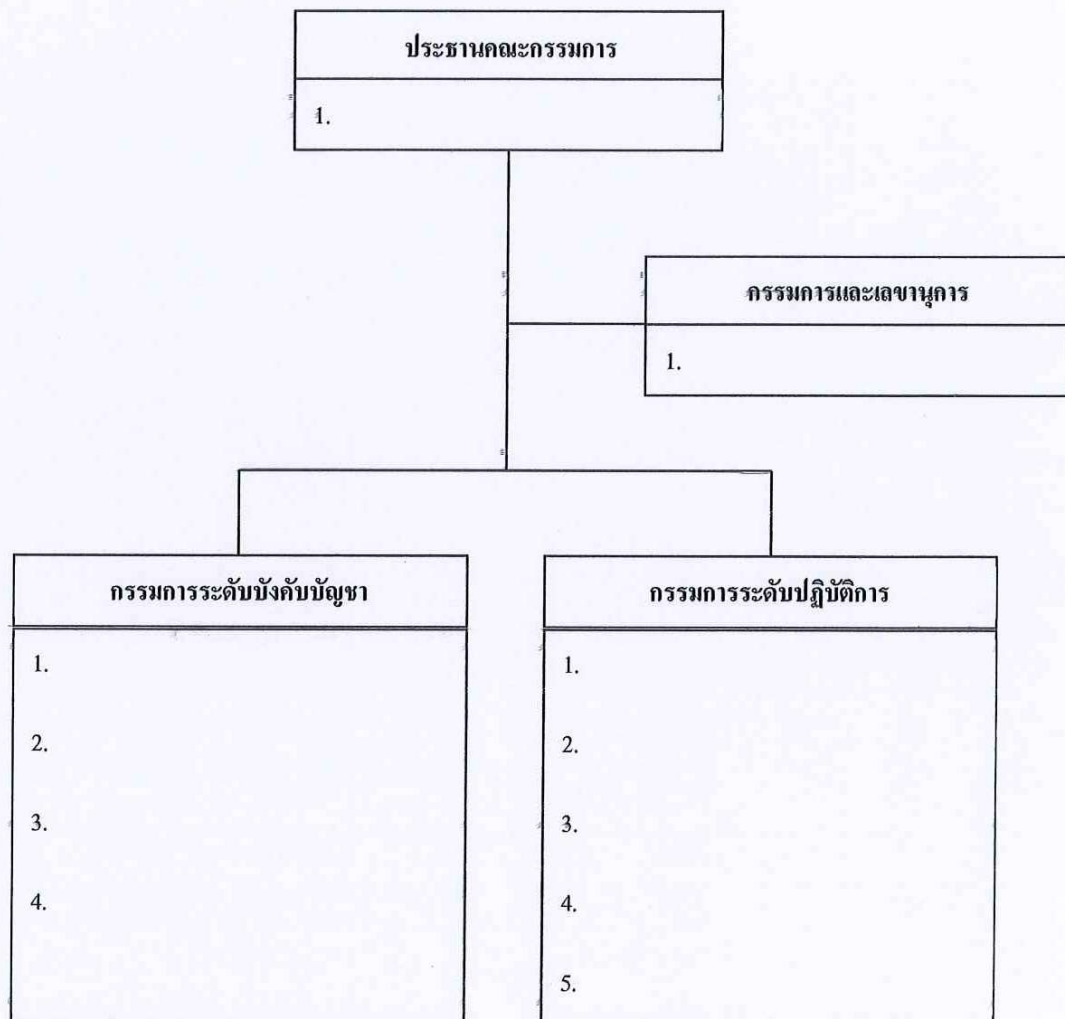 ประธานคณะกรรมการ
1.
กรรมการและเลขานุการ
1.
กรรมการระดับบังคับบัญชา
1.
2.
3.
4.
กรรมการระดับปฏิบัติการ
1.
2.
3.
4.
5.